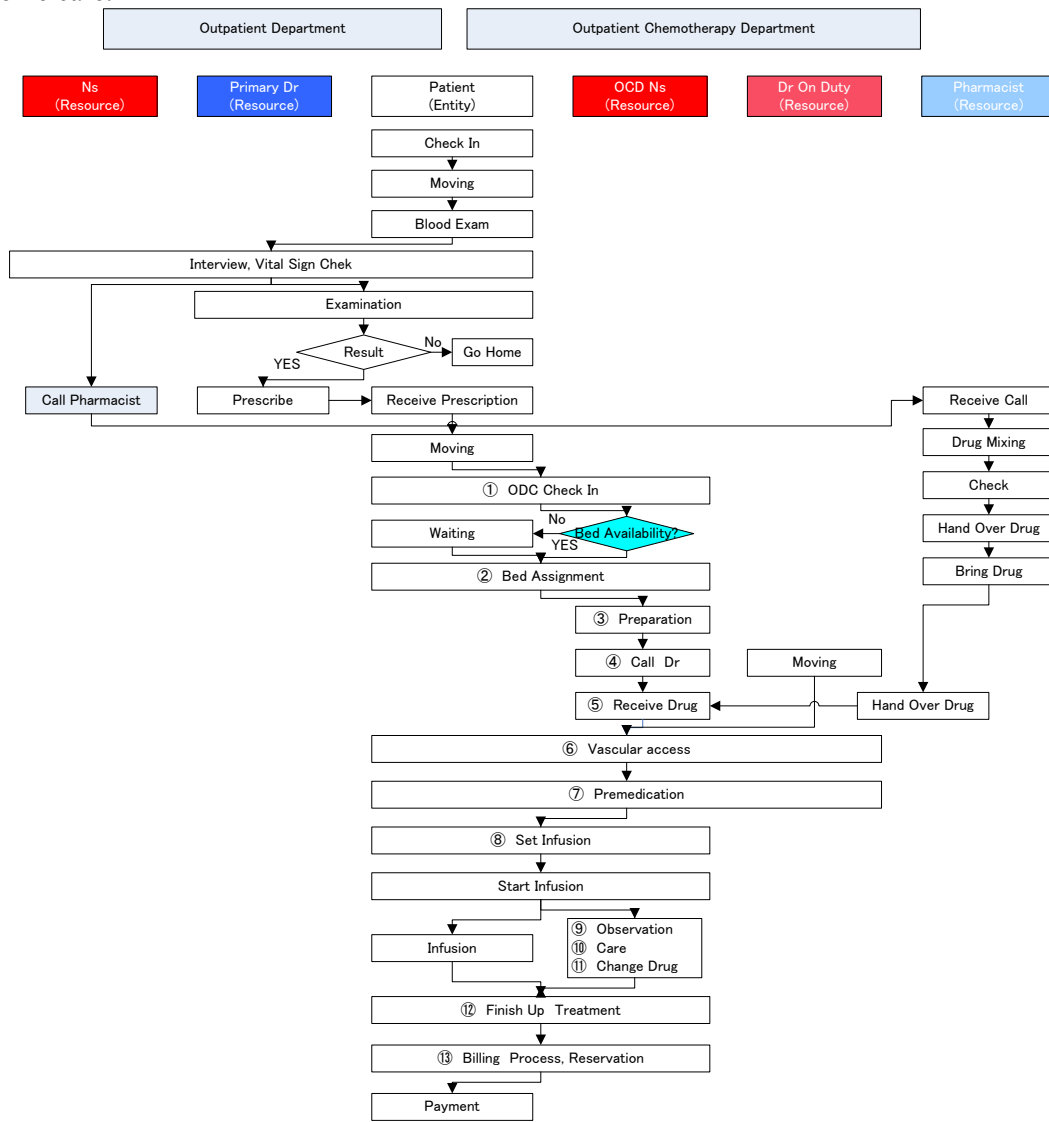 Outpatient Department
Outpatient Chemotherapy Department
Ns
(Resource)
Primary Dr
(Resource)
Patient
(Entity)
OCD Ns
(Resource)
Dr On Duty
(Resource)
Pharmacist
(Resource)
Check In
Moving
Blood Exam
Interview, Vital Sign Chek
Examination
Result
No
YES
Go Home
Call Pharmacist
Prescribe
Receive Prescription
Receive Call
Moving
Drug Mixing
① ODC Check In
Check
Waiting
No
YES
Bed Availability?
Hand Over Drug
② Bed Assignment
Bring Drug
③ Preparation
④ Call Dr
Moving
⑤ Receive Drug
Hand Over Drug
⑥ Vascular access
⑦ Premedication
⑧ Set Infusion
Start Infusion
Infusion
⑨ Observation
⑩ Care
⑪ Change Drug
⑫ Finish Up Treatment
⑬ Billing Process, Reservation
Payment